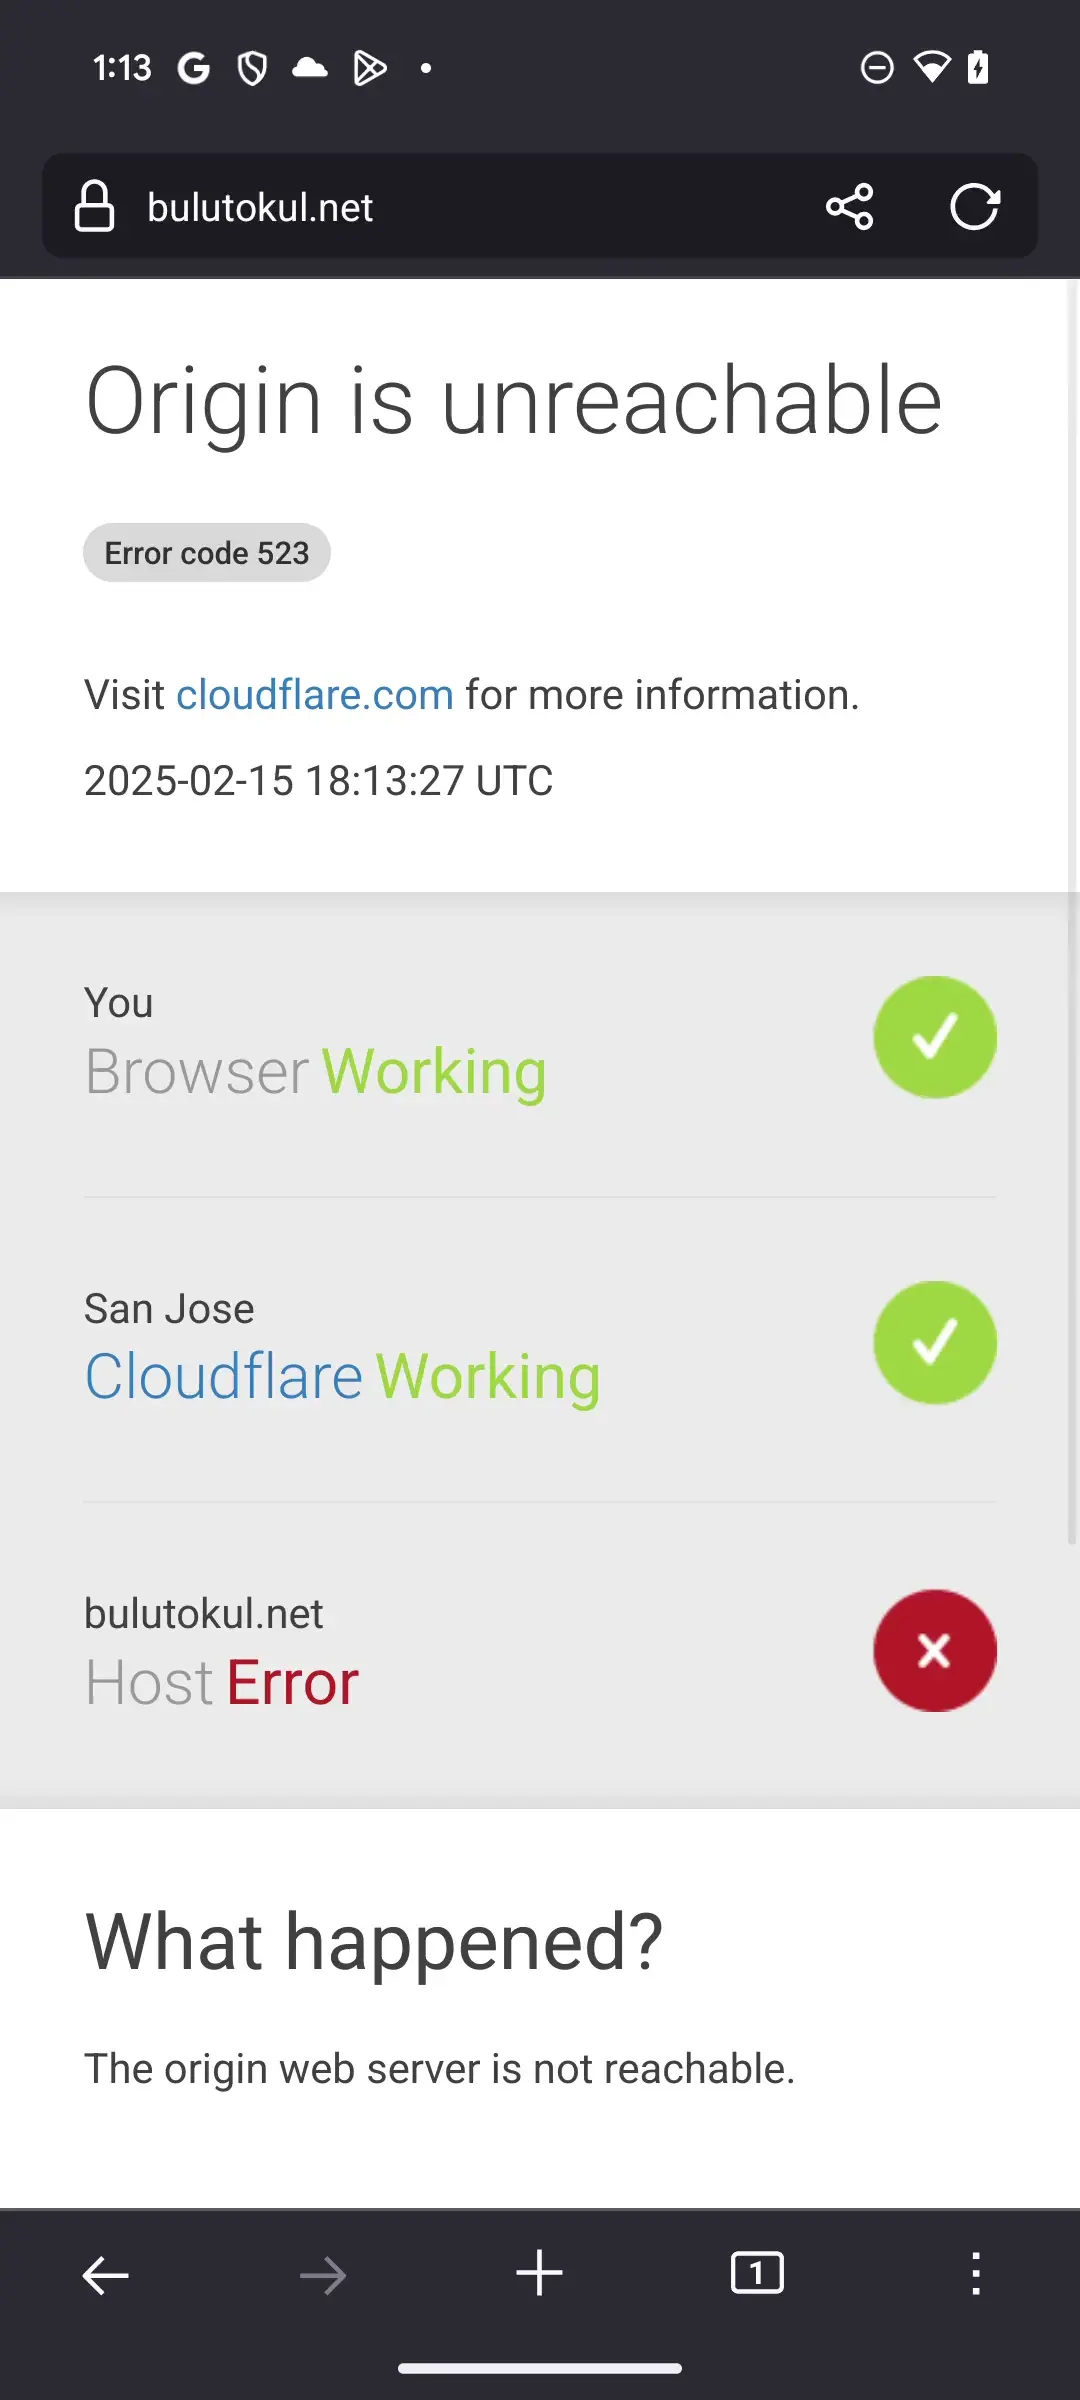 1:13
bulutokul.net
Origin is unreachable
Error code 523
Visit cloudflare.com for more information.
2025-02-15 18:13:27 UTC
You
Browser Working
San Jose
Cloudflare Working
bulutokul.net
Host Error
What happened?
The origin web server is not reachable.
1